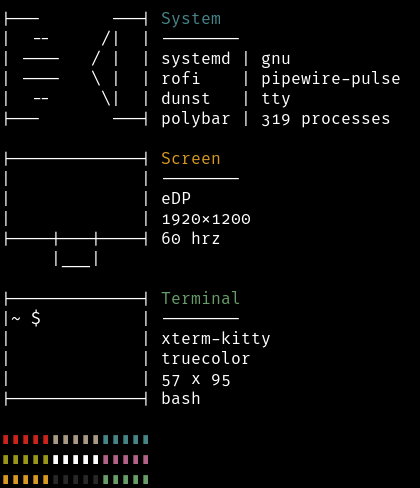 System
systemd | gnu
rofi | pipewire-pulse
dunst | tty
polybar | 319 processes
Screen
eDP
1920×1200
60 hrz
Terminal
~ $
xterm-kitty
truecolor
57 x 95
bash